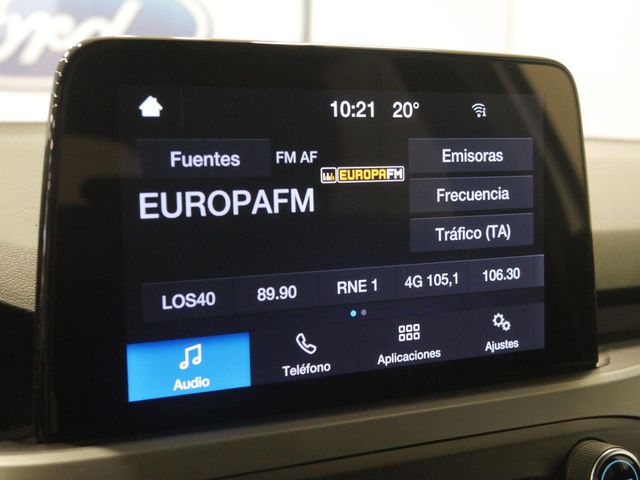 Ford
10:21 20°
Fuentes FM AF Emisoras
EUROPAFM
EUROPAFM Frecuencia
Tráfico (TA)
LOS40 89.90 RNE 1 4G 105,1 106.30
Audio Teléfono Aplicaciones Ajustes